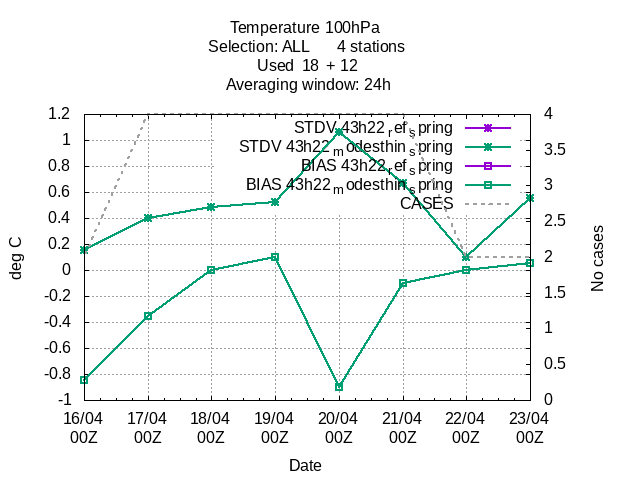 Temperature 100hPa
Selection: ALL      4 stations
Used  18  + 12
Averaging window: 24h
STDV 43h22_ref_spring
STDV 43h22_modesthin_spring
BIAS 43h22_ref_spring
BIAS 43h22_modesthin_spring
CASES
1.2
1
0.8
0.6
0.4
0.2
0
-0.2
-0.4
-0.6
-0.8
-1
deg C
4
3.5
3
2.5
2
1.5
1
0.5
0
No cases
16/04 17/04 18/04 19/04 20/04 21/04 22/04 23/04
00Z 00Z 00Z 00Z 00Z 00Z 00Z 00Z
Date